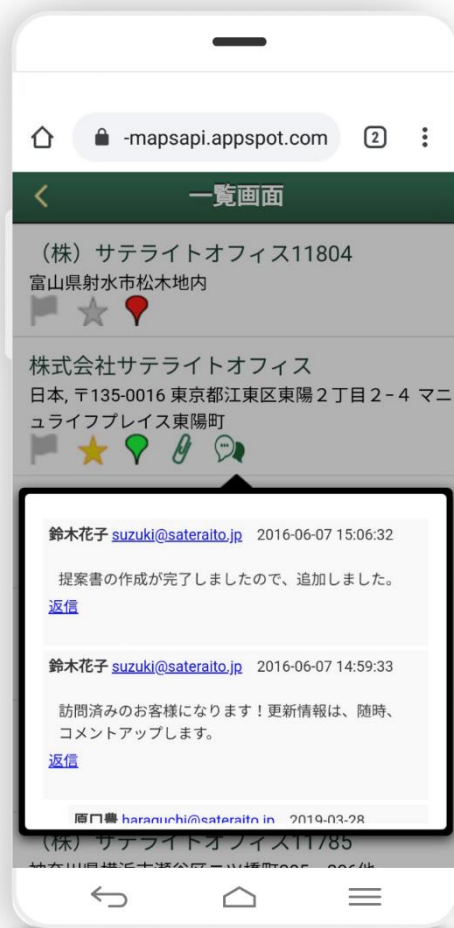 -mapsapi.appspot.com
2
一覧画面
（株）サテライトオフィス11804
富山県射水市松木地内
株式会社サテライトオフィス
日本, 〒135-0016 東京都江東区東陽２丁目２−４ マニ
ュライフプレイス東陽町
鈴木花子 suzuki@sateraito.jp 2016-06-07 15:06:32
提案書の作成が完了しましたので、追加しました。
返信
鈴木花子 suzuki@sateraito.jp 2016-06-07 14:59:33
訪問済みのお客様になります！更新情報は、随時、
コメントアップします。
返信
原口豊 haraguchi@sateraito.jp 2019-03-28
（株）サテライトオフィス11785